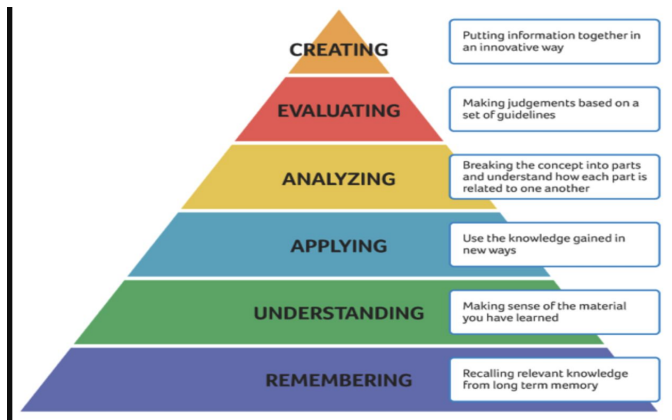 CREATING
Putting information together in
an innovative way
EVALUATING
Making judgements based on a
set of guidelines
ANALYZING
Breaking the concept into parts
and understand how each part is
related to one another
APPLYING
Use the knowledge gained in
new ways
UNDERSTANDING
Making sense of the material
you have learned
REMEMBERING
Recalling relevant knowledge
from long term memory